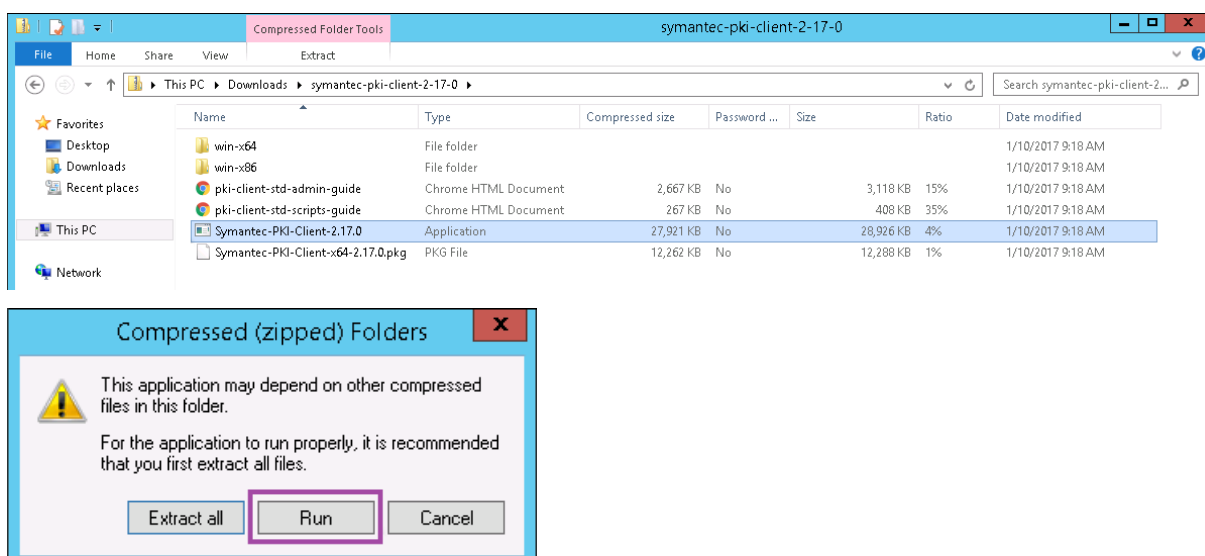 Compressed Folder Tools symantec-pki-client-2-17-0 X
File Home Share View Extract
This PC Downloads symantec-pki-client-2-17-0 Search symantec-pki-client-2...
Favorites Name Type Compressed size Password ... Size Ratio Date modified
Desktop win-x64 File folder 1/10/2017 9:18 AM
Downloads win-x86 File folder 1/10/2017 9:18 AM
Recent places pki-client-std-admin-guide Chrome HTML Document 2,667 KB No 3,118 KB 15% 1/10/2017 9:18 AM
pki-client-std-scripts-guide Chrome HTML Document 267 KB No 408 KB 35% 1/10/2017 9:18 AM
This PC Symantec-PKI-Client-2.17.0 Application 27,921 KB No 28,926 KB 4% 1/10/2017 9:18 AM
Symantec-PKI-Client-x64-2.17.0.pkg PKG File 12,262 KB No 12,288 KB 1% 1/10/2017 9:18 AM
Network
Compressed (zipped) Folders X
This application may depend on other compressed
files in this folder.
For the application to run properly, it is recommended
that you first extract all files.
Extract all Run Cancel